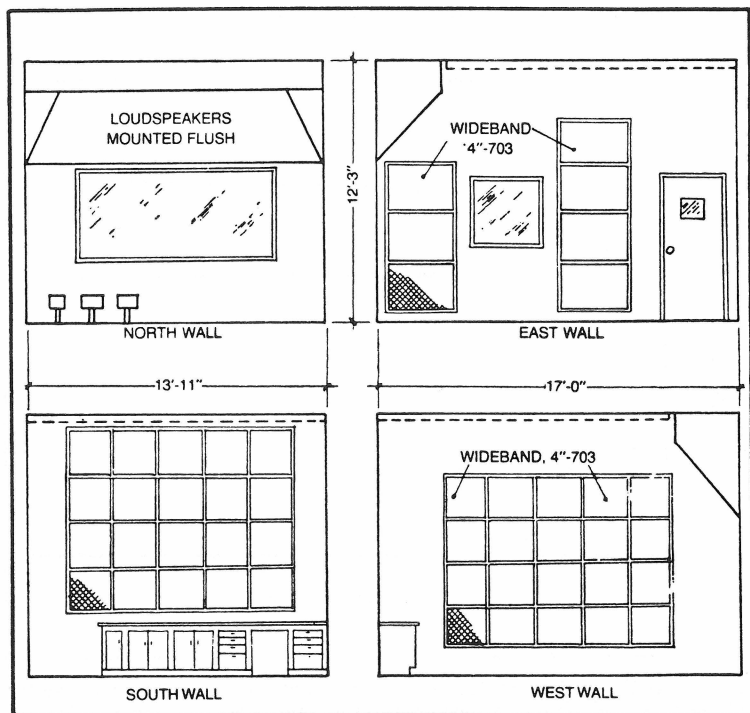 LOUDSPEAKERS
MOUNTED FLUSH
12'-3"
WIDEBAND
4"-703
NORTH WALL
EAST WALL
13'-11"
17'-0"
WIDEBAND, 4"-703
SOUTH WALL
WEST WALL